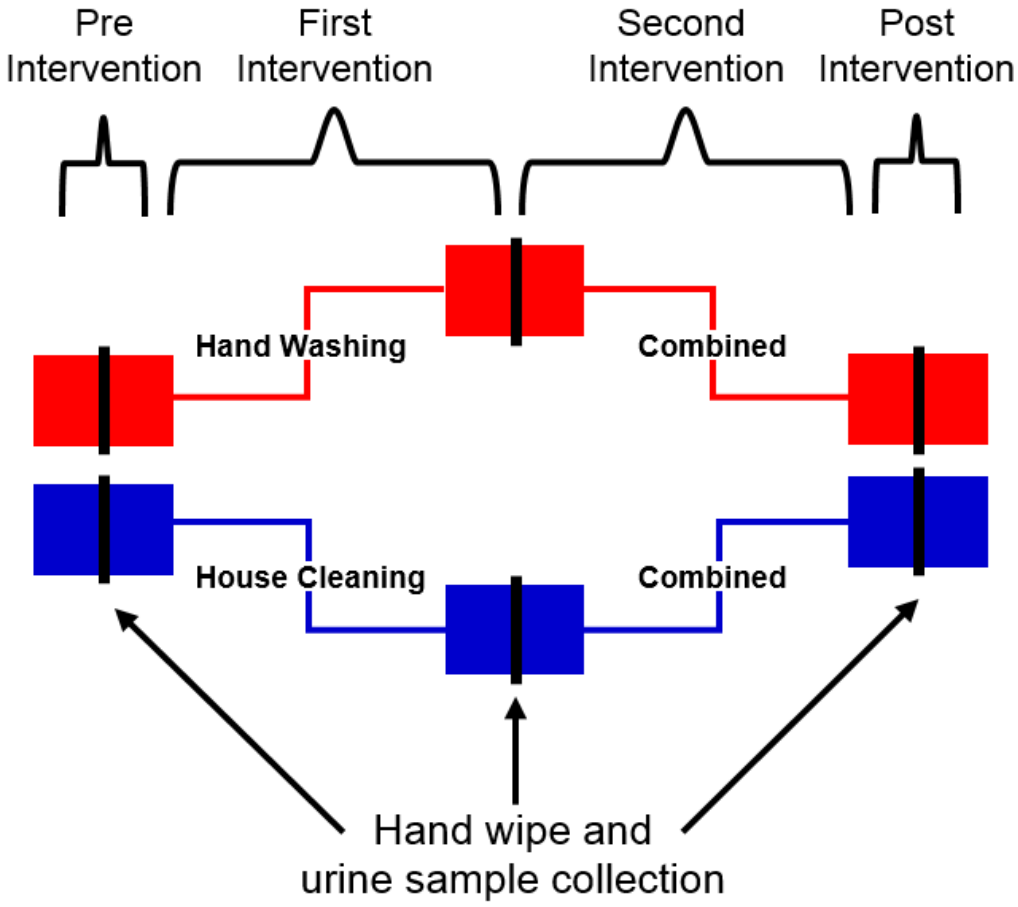 Pre
Intervention
First
Intervention
Second
Intervention
Post
Intervention
Hand Washing
Combined
House Cleaning
Combined
Hand wipe and
urine sample collection